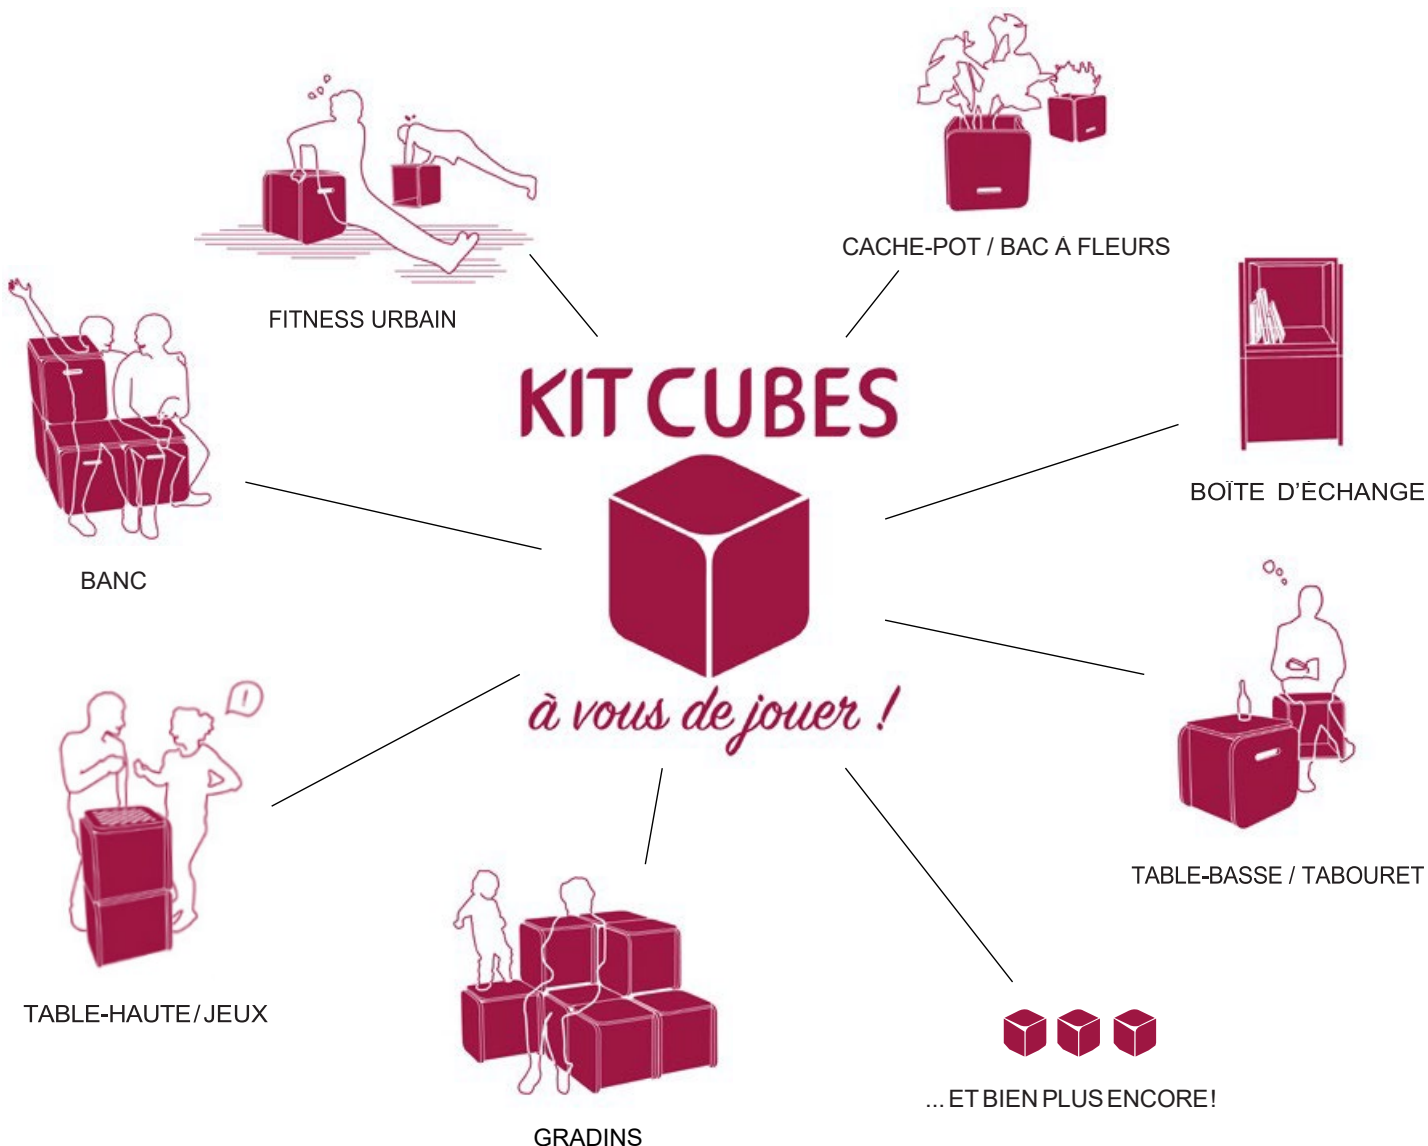 FITNESS URBAIN
CACHE-POT / BAC À FLEURS
KIT CUBES
à vous de jouer !
BOÎTE D'ÉCHANGE
BANC
!
TABLE-BASSE / TABOURET
TABLE-HAUTE/JEUX
... ET BIEN PLUS ENCORE!
GRADINS